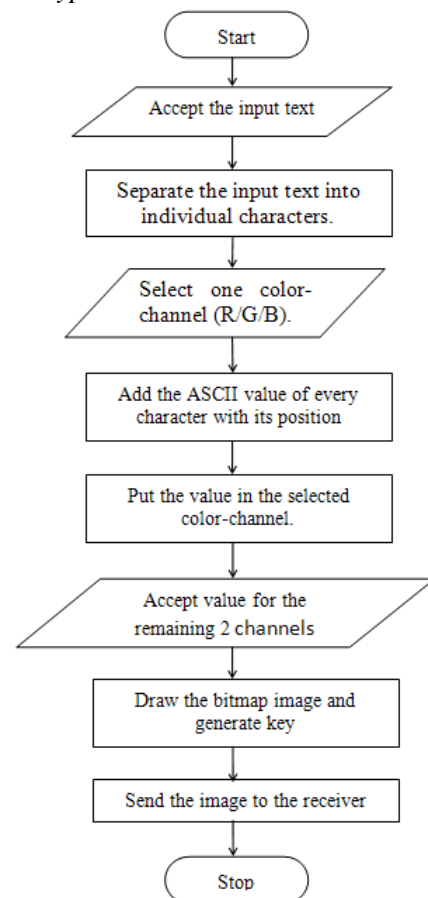 Start
Accept the input text
Separate the input text into
individual characters.
Select one color-
channel (R/G/B).
Add the ASCII value of every
character with its position
Put the value in the selected
color-channel.
Accept value for the
remaining 2 channels
Draw the bitmap image and
generate key
Send the image to the receiver
Stop